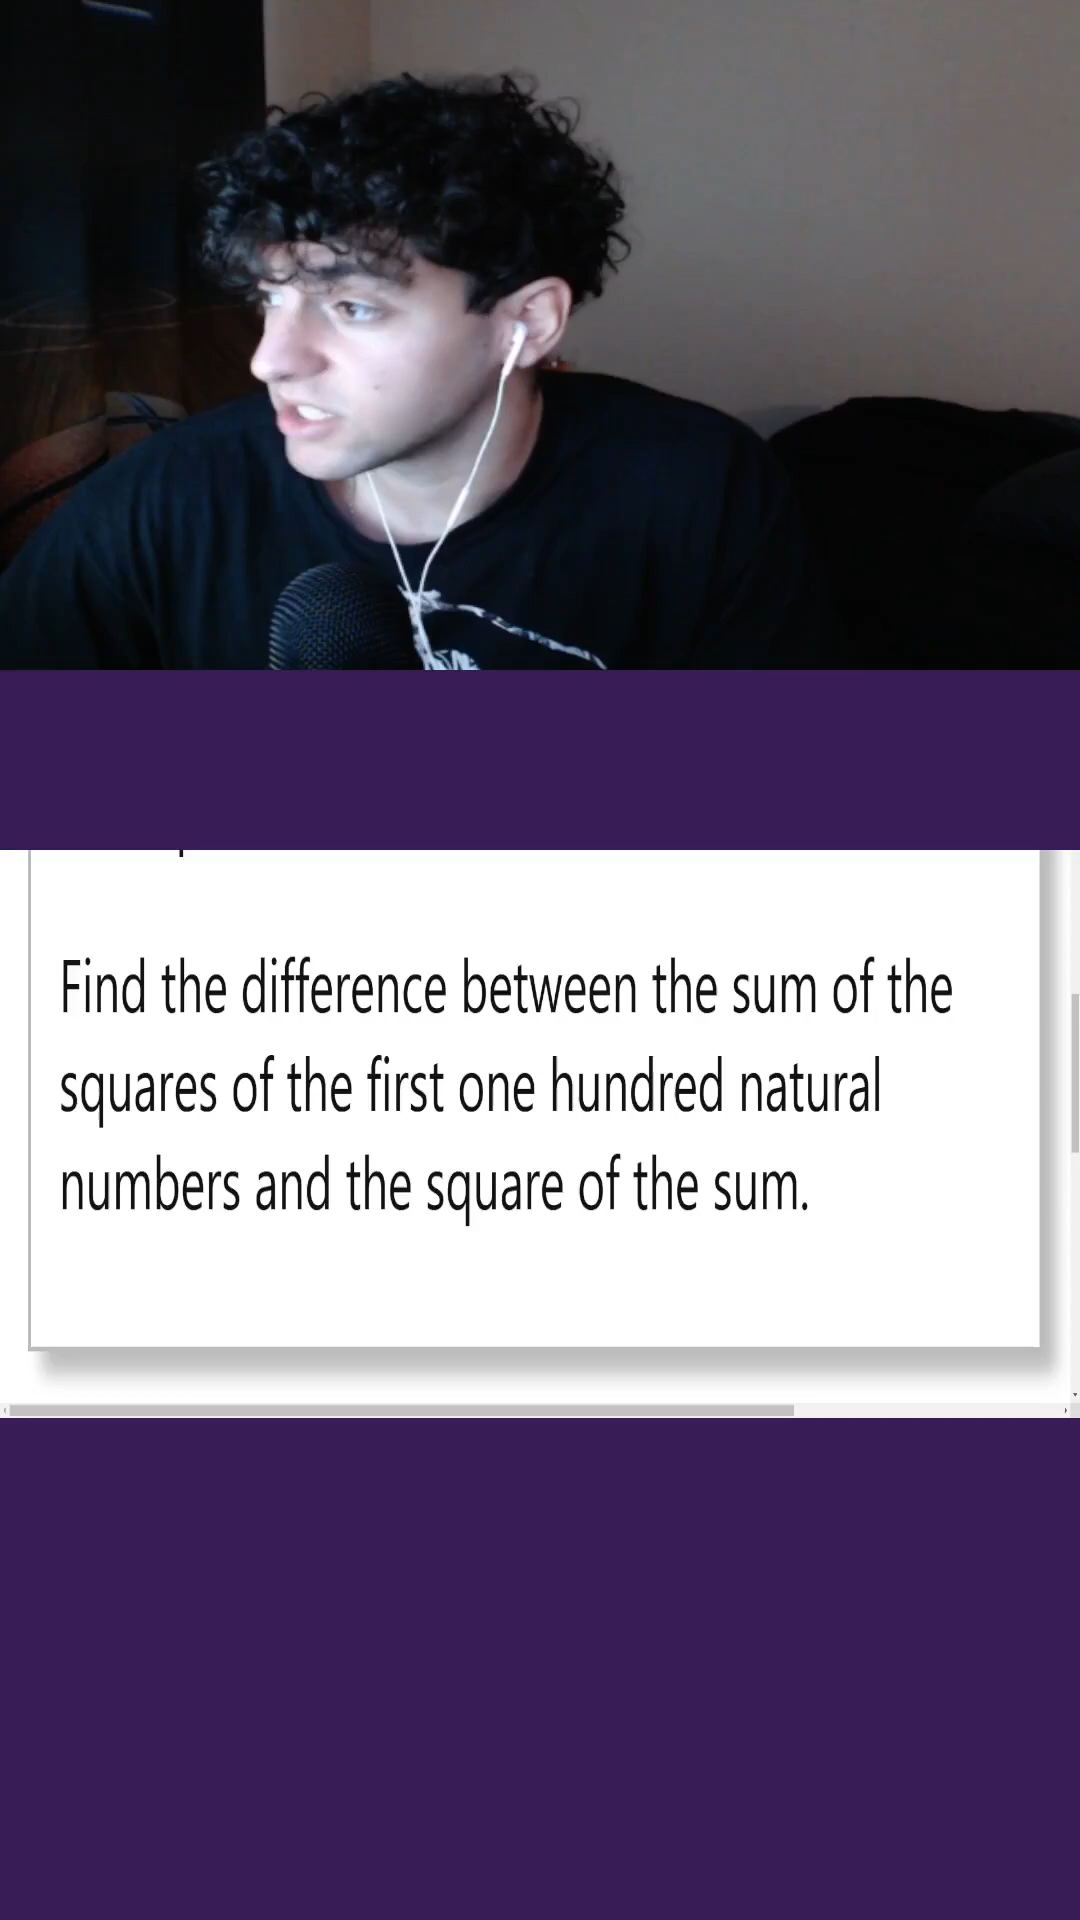 Find the difference between the sum of the
squares of the first one hundred natural
numbers and the square of the sum.